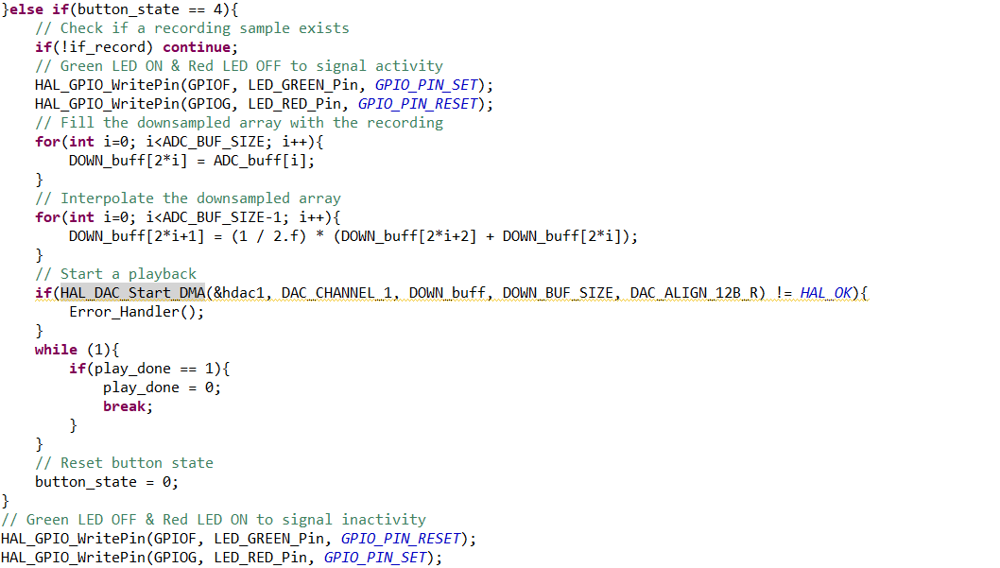 }else if(button_state == 4){
    // Check if a recording sample exists
    if(!if_record) continue;
    // Green LED ON & Red LED OFF to signal activity
    HAL_GPIO_WritePin(GPIOF, LED_GREEN_Pin, GPIO_PIN_SET);
    HAL_GPIO_WritePin(GPIOG, LED_RED_Pin, GPIO_PIN_RESET);
    // Fill the downsampled array with the recording
    for(int i=0; i<ADC_BUF_SIZE; i++){
        DOWN_buff[2*i] = ADC_buff[i];
    }
    // Interpolate the downsampled array
    for(int i=0; i<ADC_BUF_SIZE-1; i++){
        DOWN_buff[2*i+1] = (1 / 2.f) * (DOWN_buff[2*i+2] + DOWN_buff[2*i]);
    }
    // Start a playback
    if(HAL_DAC_Start_DMA(&hdac1, DAC_CHANNEL_1, DOWN_buff, DOWN_BUF_SIZE, DAC_ALIGN_12B_R) != HAL_OK){
        Error_Handler();
    }
    while (1){
        if(play_done == 1){
            play_done = 0;
            break;
        }
    }
    // Reset button state
    button_state = 0;
}
// Green LED OFF & Red LED ON to signal inactivity
HAL_GPIO_WritePin(GPIOF, LED_GREEN_Pin, GPIO_PIN_RESET);
HAL_GPIO_WritePin(GPIOG, LED_RED_Pin, GPIO_PIN_SET);